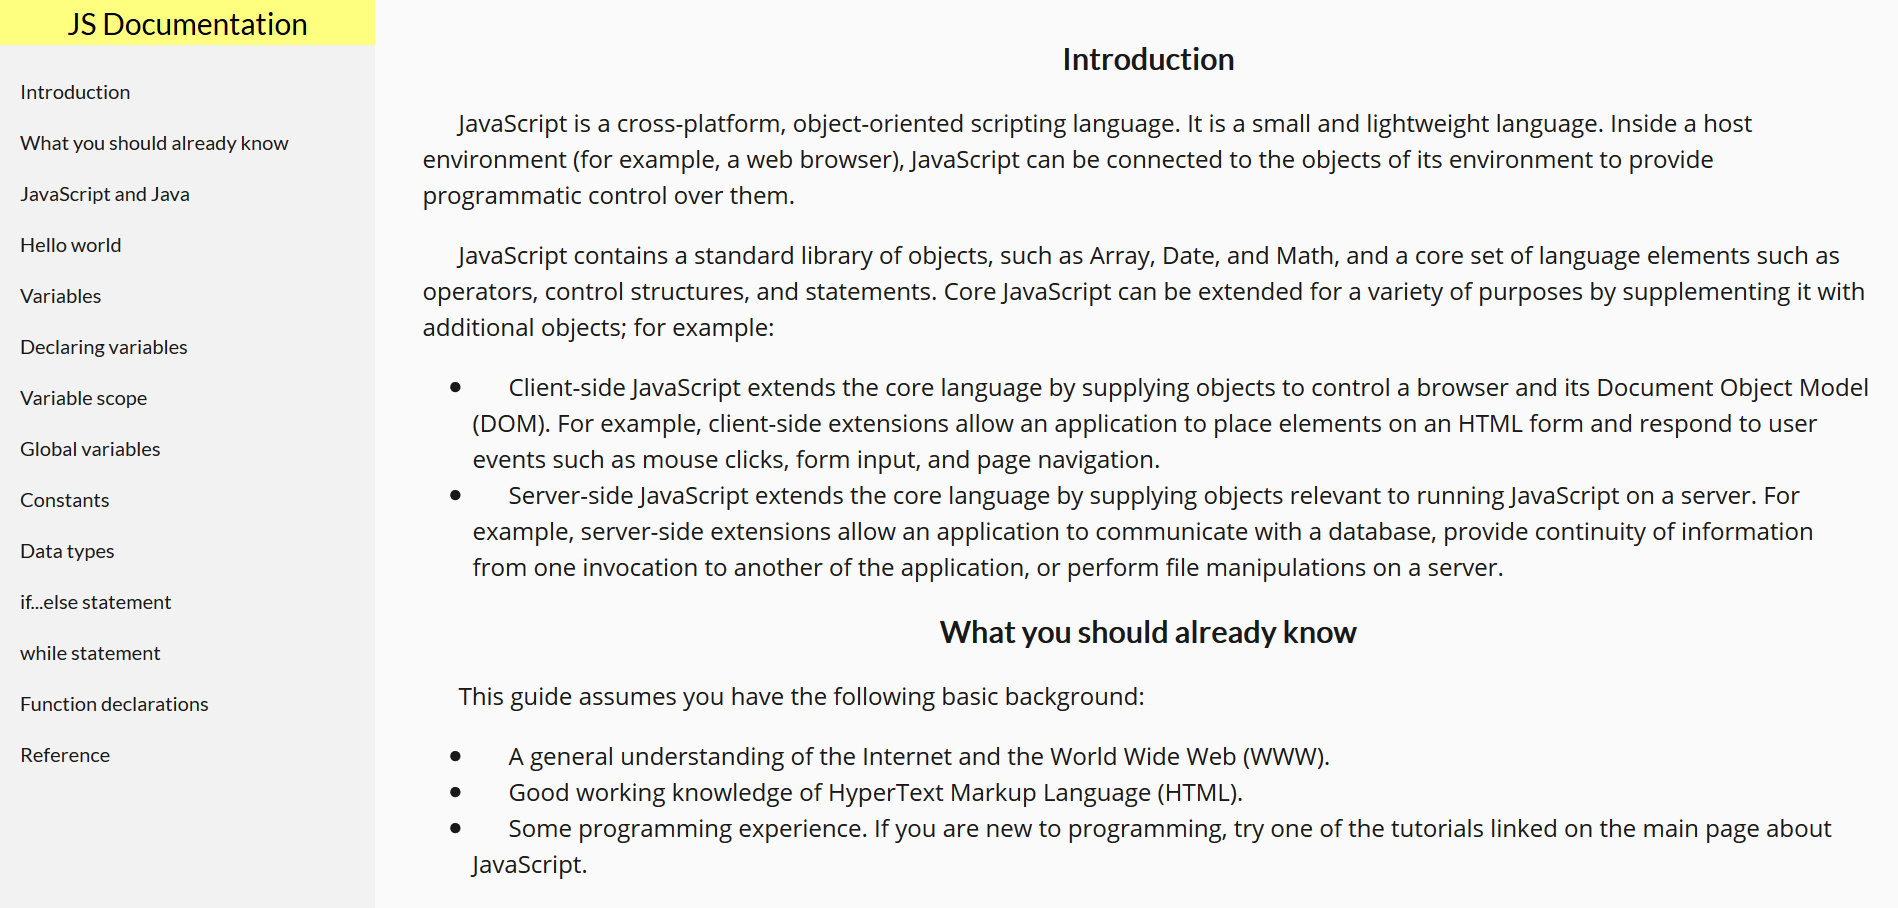 JS Documentation
Introduction
What you should already know
JavaScript and Java
Hello world
Variables
Declaring variables
Variable scope
Global variables
Constants
Data types
if...else statement
while statement
Function declarations
Reference
Introduction
JavaScript is a cross-platform, object-oriented scripting language. It is a small and lightweight language. Inside a host
environment (for example, a web browser), JavaScript can be connected to the objects of its environment to provide
programmatic control over them.
JavaScript contains a standard library of objects, such as Array, Date, and Math, and a core set of language elements such as
operators, control structures, and statements. Core JavaScript can be extended for a variety of purposes by supplementing it with
additional objects; for example:
● Client-side JavaScript extends the core language by supplying objects to control a browser and its Document Object Model
(DOM). For example, client-side extensions allow an application to place elements on an HTML form and respond to user
events such as mouse clicks, form input, and page navigation.
● Server-side JavaScript extends the core language by supplying objects relevant to running JavaScript on a server. For
example, server-side extensions allow an application to communicate with a database, provide continuity of information
from one invocation to another of the application, or perform file manipulations on a server.
What you should already know
This guide assumes you have the following basic background:
● A general understanding of the Internet and the World Wide Web (WWW).
● Good working knowledge of HyperText Markup Language (HTML).
● Some programming experience. If you are new to programming, try one of the tutorials linked on the main page about
JavaScript.